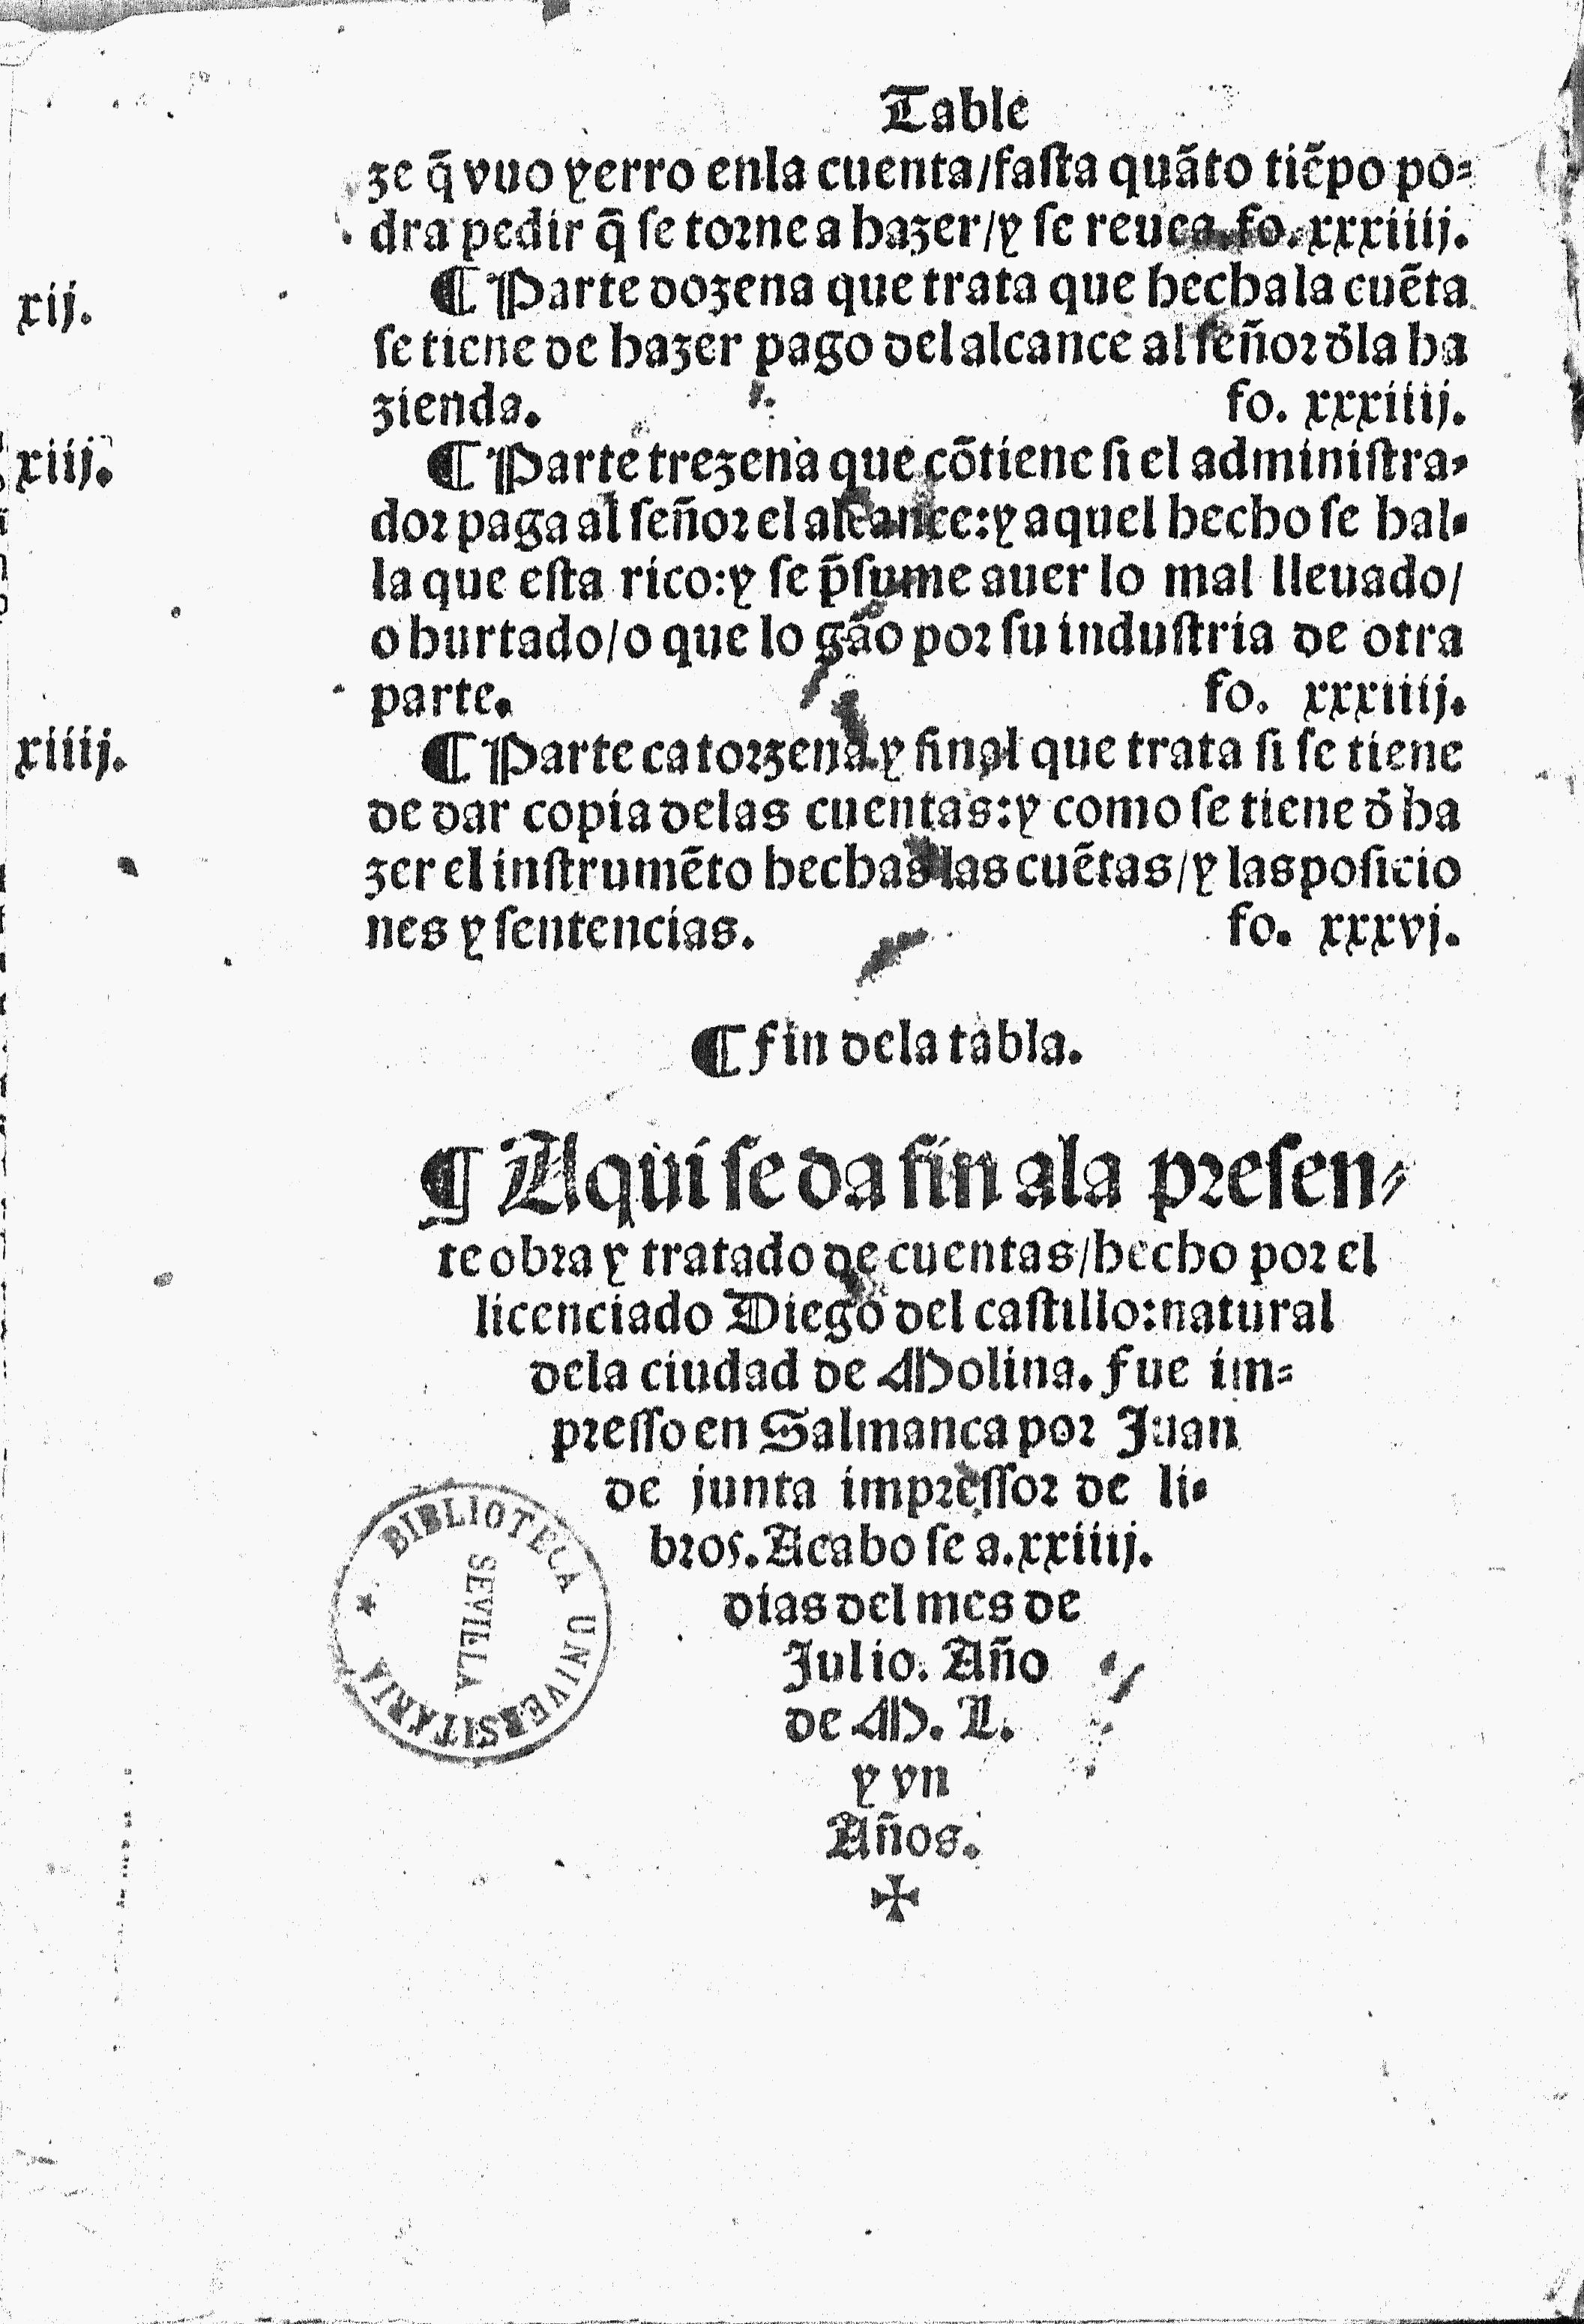 Table
ze q̃ vuo yerro enla cuenta/fasta quãto tiẽpo po=
dra pedir q̃ se torne a hazer/y se reuea. fo. xxxiiij.
xij.
¶ Parte dozena que trata que hecha la cuẽta
se tiene de hazer pago del alcance al señor d̃la ha
zienda. fo. xxxiiij.
xiij.
¶ Parte trezena que cõtiene si el administra=
dor paga al señor el alcance: y aquel hecho se hal=
la que esta rico: y se p̃sume auer lo mal lleuado/
o hurtado/o que lo gão por su industria de otra
parte. fo. xxxiiij.
xiiij.
¶ Parte catorzena y final que trata si se tiene
de dar copia delas cuentas: y como se tiene d̃ ha
zer el instrumẽto hechas las cuẽtas/y las posicio
nes y sentencias. fo. xxxvj.
¶ fin dela tabla.
¶ Aqui se da fin ala presen=
te obra y tratado de cuentas/hecho por el
licenciado Diego del castillo: natural
dela ciudad de Molina. fue im=
presso en Salmanca por Juan
de junta impressor de li=
bros. Acabo se a. xxiiij.
dias del mes de
Julio. Año
de M. L.
y vn
Años.
BIBLIOTECA UNIVERSITARIA
SEVILLA